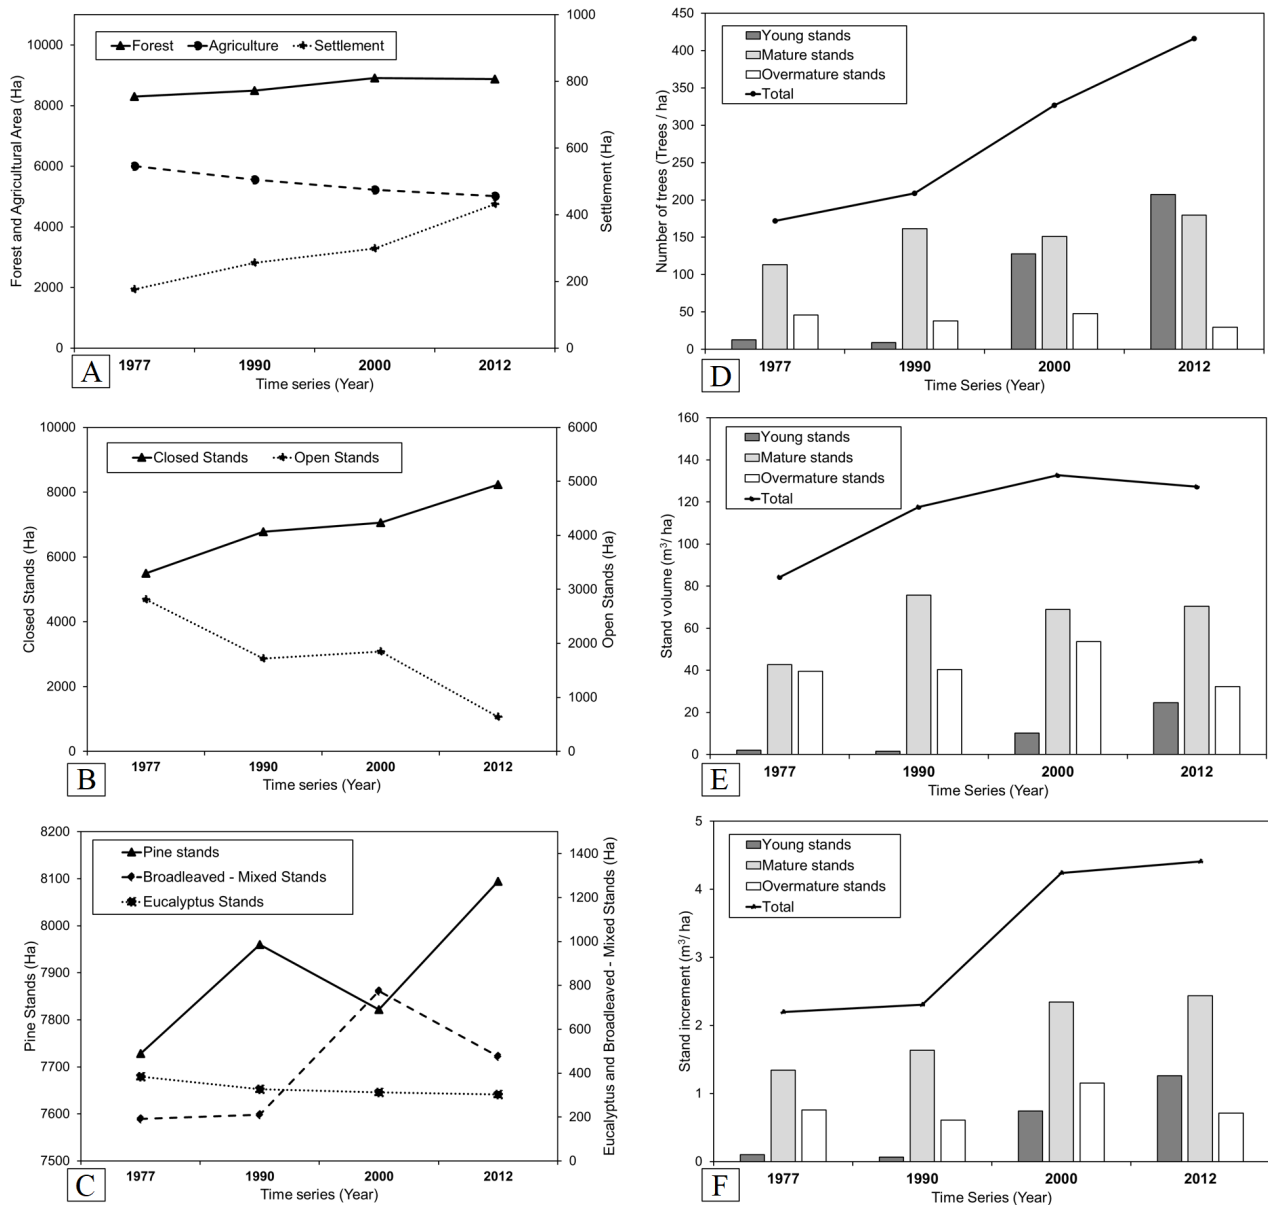 Forest and Agricultural Area (Ha)
10000
8000
6000
4000
2000
0
Forest Agriculture Settlement
1000
800
600
400
200
0
Settlement (Ha)
1977 1990 2000 2012
Time series (Year)
A
Number of trees (Trees / ha)
450
400
350
300
250
200
150
100
50
0
Young stands
Mature stands
Overmature stands
Total
1977 1990 2000 2012
Time Series (Year)
D
Closed Stands (Ha)
10000
8000
6000
4000
2000
0
Closed Stands Open Stands
6000
5000
4000
3000
2000
1000
0
Open Stands (Ha)
1977 1990 2000 2012
Time series (Year)
B
Stand volume (m³/ ha)
160
140
120
100
80
60
40
20
0
Young stands
Mature stands
Overmature stands
Total
1977 1990 2000 2012
Time Series (Year)
E
Pine Stands (Ha)
8200
8100
8000
7900
7800
7700
7600
7500
Pine stands
Broadleaved - Mixed Stands
Eucalyptus Stands
1400
1200
1000
800
600
400
200
0
Eucalyptus and Broadleaved - Mixed Stands (Ha)
1977 1990 2000 2012
Time series (Year)
C
Stand increment (m³/ ha)
5
4
3
2
1
0
Young stands
Mature stands
Overmature stands
Total
1977 1990 2000 2012
Time Series (Year)
F